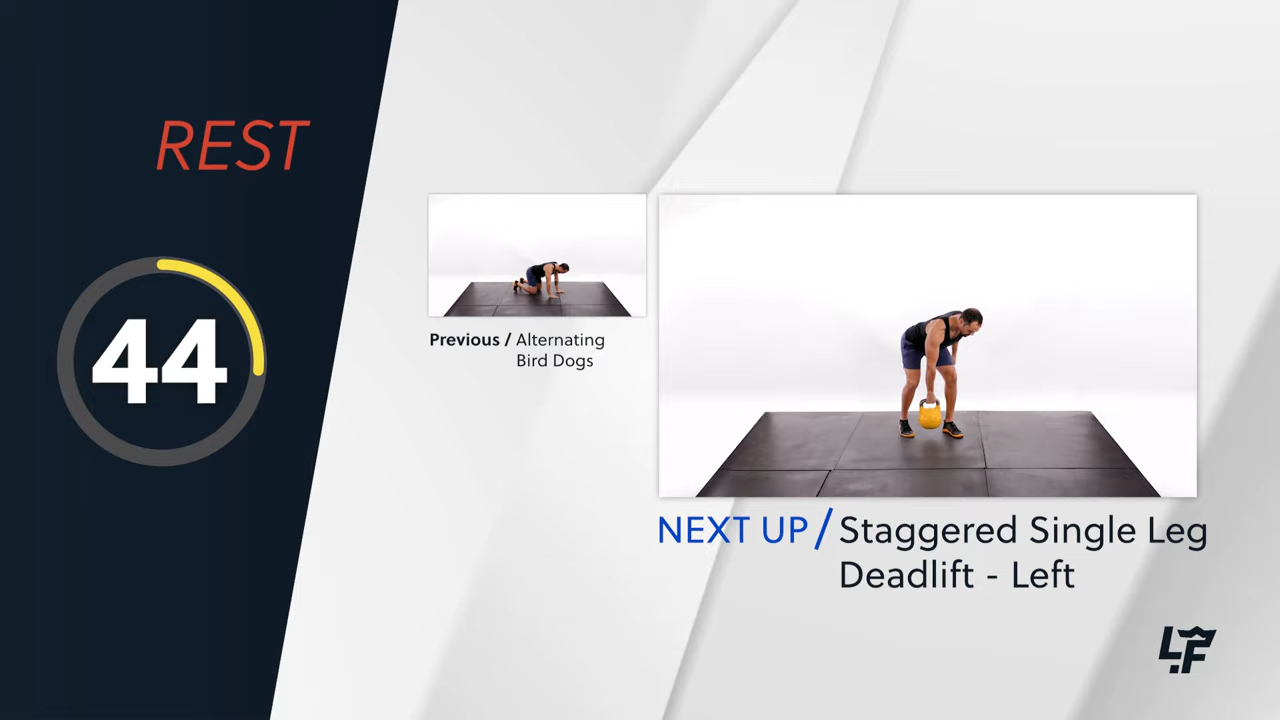 REST
44
Previous / Alternating
Bird Dogs
NEXT UP / Staggered Single Leg
Deadlift - Left
LF